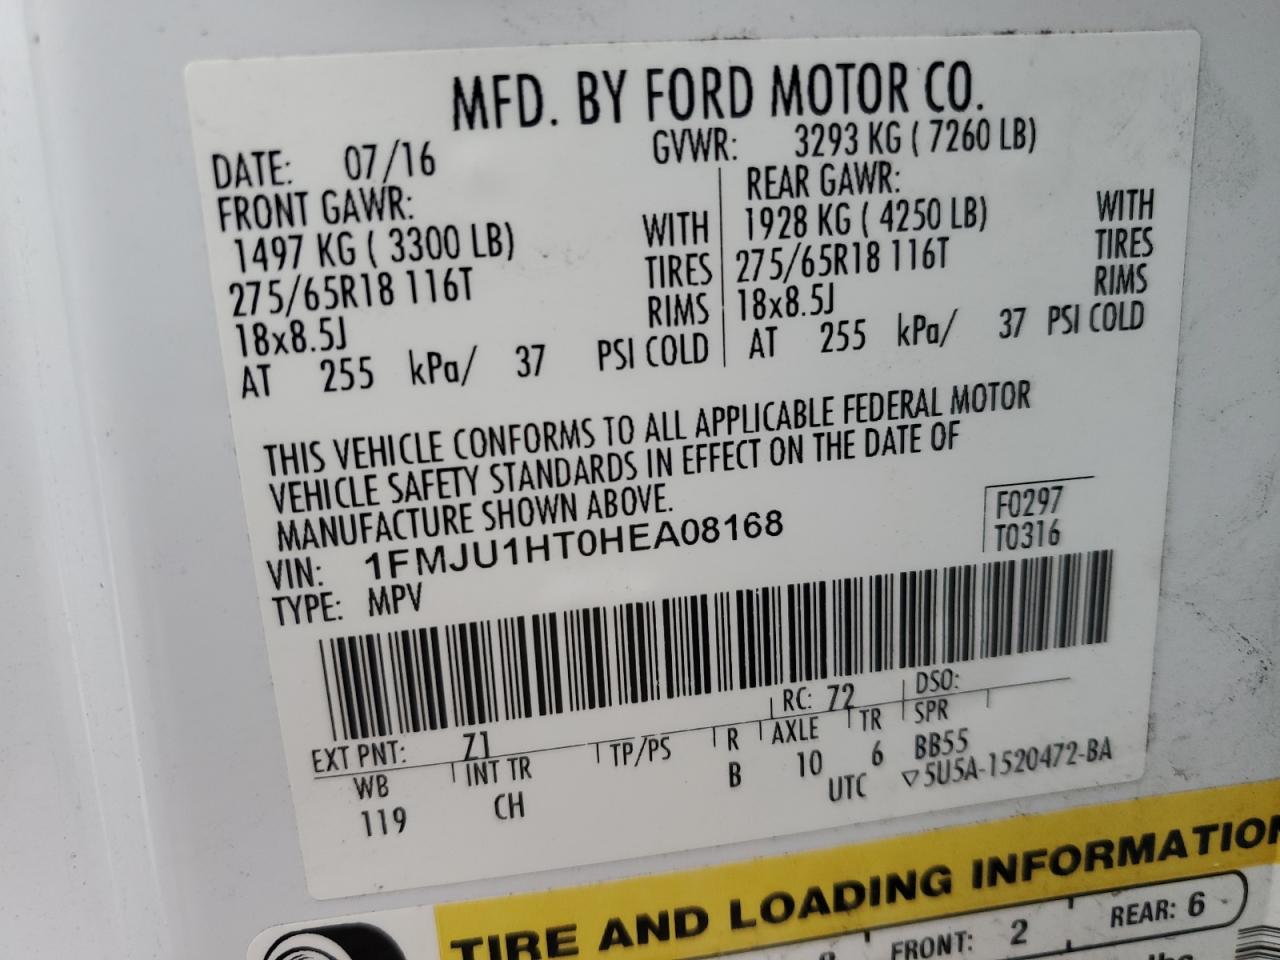 MFD. BY FORD MOTOR CO.
DATE: 07/16 GVWR: 3293 KG ( 7260 LB)
FRONT GAWR: REAR GAWR:
1497 KG ( 3300 LB) WITH 1928 KG ( 4250 LB) WITH
275/65R18 116T TIRES 275/65R18 116T TIRES
18x8.5J RIMS 18x8.5J RIMS
AT 255 kPa/ 37 PSI COLD AT 255 kPa/ 37 PSI COLD
THIS VEHICLE CONFORMS TO ALL APPLICABLE FEDERAL MOTOR
VEHICLE SAFETY STANDARDS IN EFFECT ON THE DATE OF
MANUFACTURE SHOWN ABOVE.
F0297
VIN: 1FMJU1HT0HEA08168 T0316
TYPE: MPV
EXT PNT: Z1 RC: 72 DSO:
WB INT TR TP/PS R AXLE TR SPR
119 CH B 10 6 BB55
UTC ▽5U5A-1520472-BA
TIRE AND LOADING INFORMATION
FRONT: 2 REAR: 6